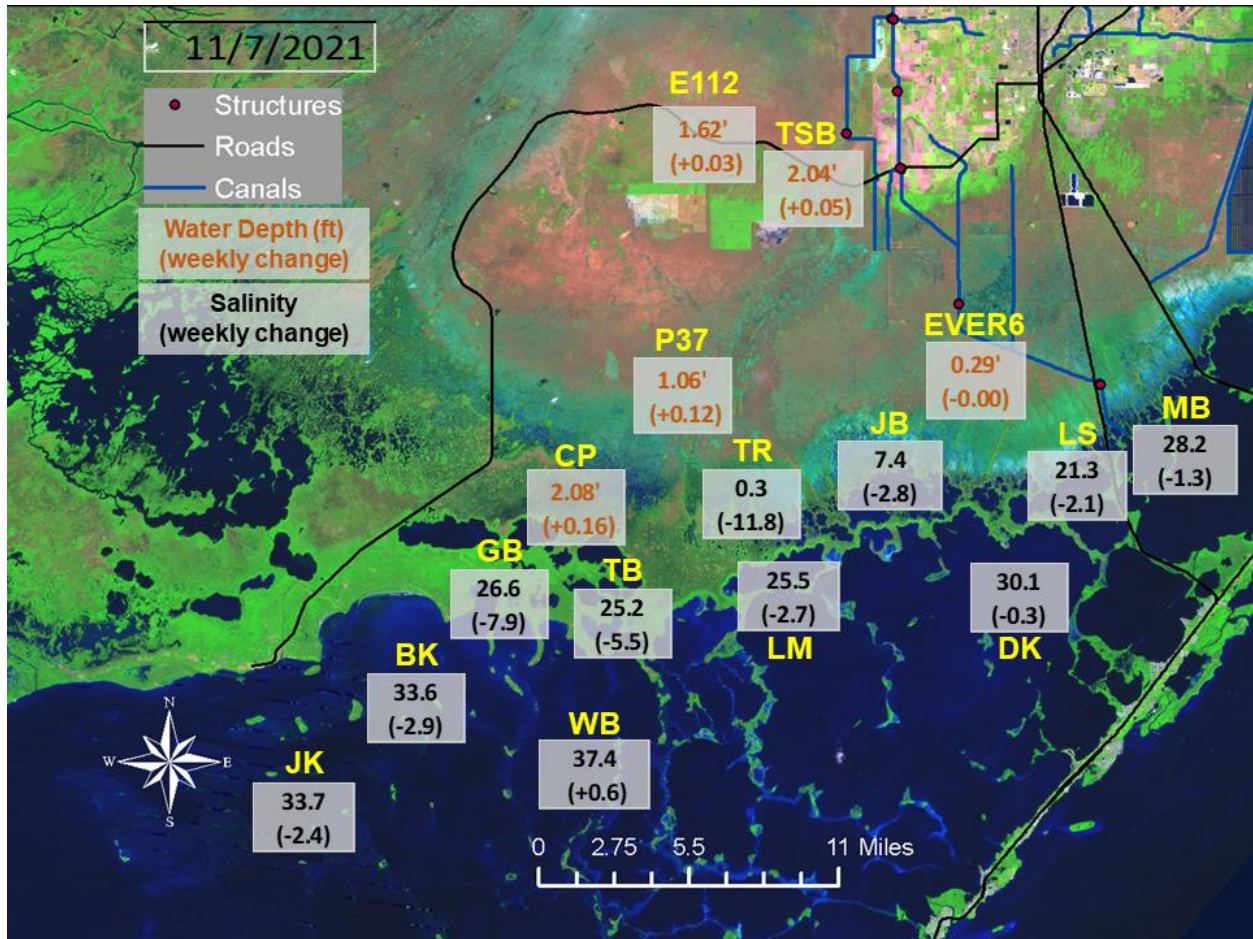 11/7/2021
Structures
Roads
Canals
Water Depth (ft)
(weekly change)
Salinity
(weekly change)
E112
1.62'
(+0.03)
TSB
2.04'
(+0.05)
P37
1.06'
(+0.12)
EVER6
0.29'
(-0.00)
MB
28.2
(-1.3)
LS
21.3
(-2.1)
JB
7.4
(-2.8)
TR
0.3
(-11.8)
CP
2.08'
(+0.16)
GB
26.6
(-7.9)
TB
25.2
(-5.5)
25.5
(-2.7)
LM
30.1
(-0.3)
DK
BK
33.6
(-2.9)
WB
37.4
(+0.6)
JK
33.7
(-2.4)
N
W E
S
0 2.75 5.5 11 Miles